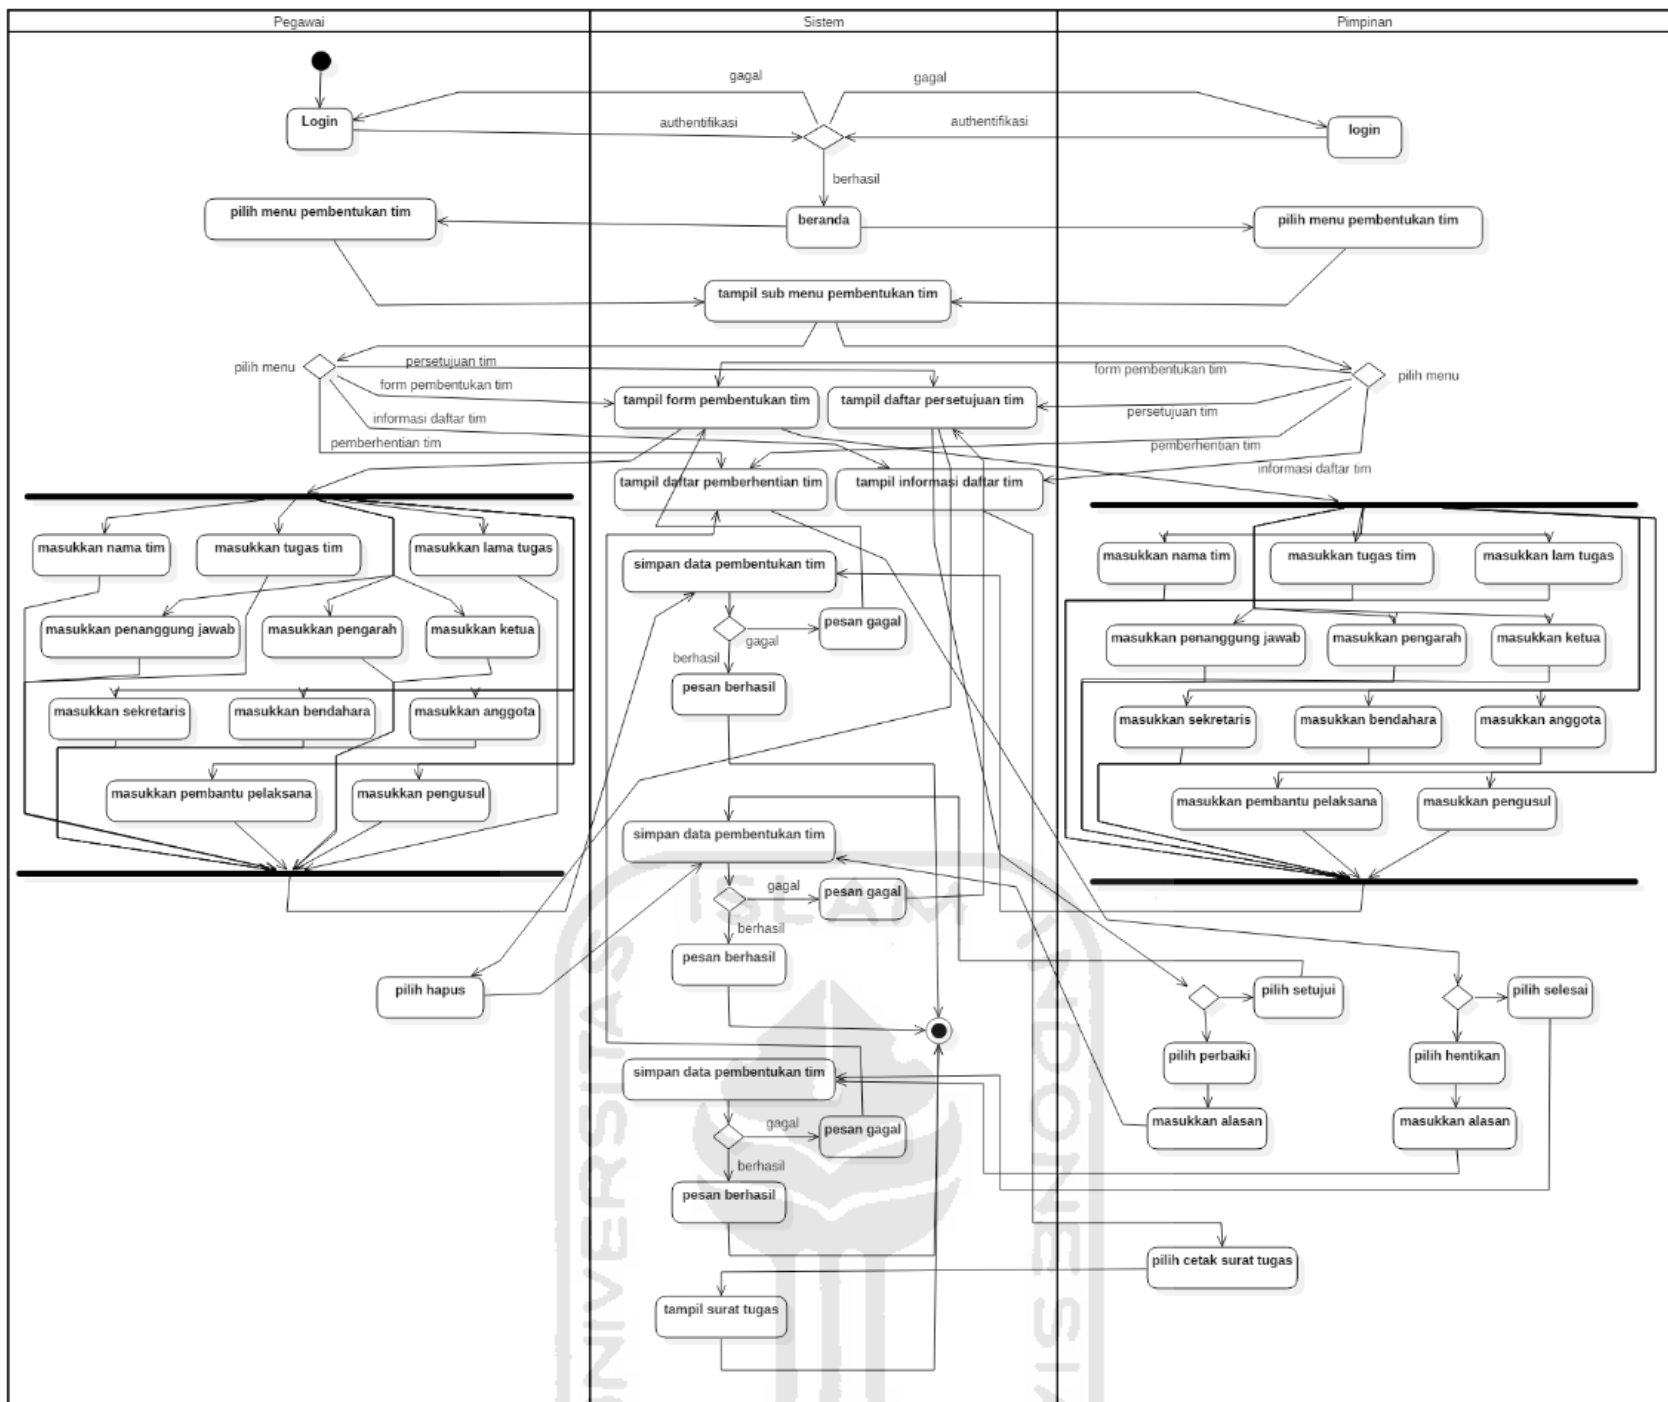 Pegawai
Sistem
Pimpinan
gagal
gagal
Login
authentifikasi
authentifikasi
login
berhasil
pilih menu pembentukan tim
beranda
pilih menu pembentukan tim
tampil sub menu pembentukan tim
pilih menu
persetujuan tim
form pembentukan tim
pilih menu
form pembentukan tim
tampil form pembentukan tim
tampil daftar persetujuan tim
persetujuan tim
informasi daftar tim
pemberhentian tim
pemberhentian tim
informasi daftar tim
tampil daftar pemberhentian tim
tampil informasi daftar tim
masukkan nama tim
masukkan tugas tim
masukkan lama tugas
masukkan nama tim
masukkan tugas tim
masukkan lam tugas
simpan data pembentukan tim
masukkan penanggung jawab
masukkan pengarah
masukkan ketua
pesan gagal
gagal
masukkan penanggung jawab
masukkan pengarah
masukkan ketua
berhasil
pesan berhasil
masukkan sekretaris
masukkan bendahara
masukkan anggota
masukkan sekretaris
masukkan bendahara
masukkan anggota
masukkan pembantu pelaksana
masukkan pengusul
masukkan pembantu pelaksana
masukkan pengusul
simpan data pembentukan tim
gagal
pesan gagal
berhasil
pesan berhasil
pilih hapus
pilih setujui
pilih selesai
pilih perbaiki
pilih hentikan
simpan data pembentukan tim
masukkan alasan
masukkan alasan
gagal
pesan gagal
berhasil
pesan berhasil
pilih cetak surat tugas
tampil surat tugas
UNIVERSITAS
ISLAM
INDONESIA